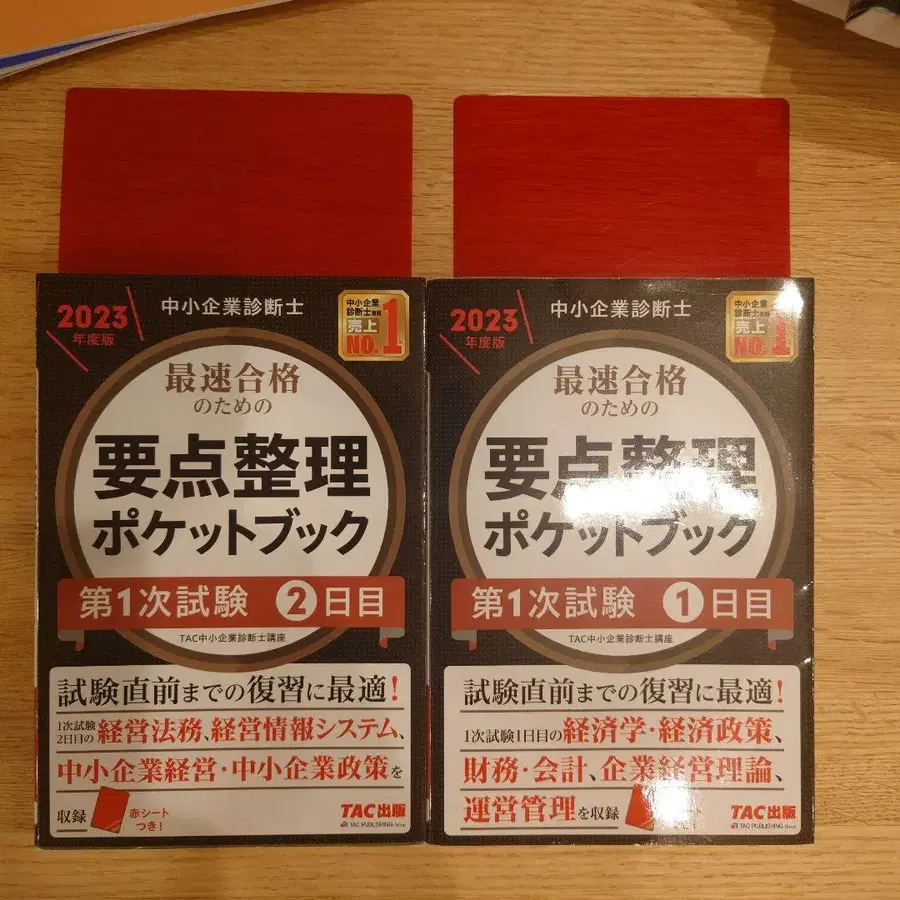 2023
年度版
中小企業診断士
中小企業
診断士
売上
NO.1
最速合格
のための
要点整理
ポケットブック
第1次試験 2日目
TAC中小企業診断士講座
試験直前までの復習に最適!
1次試験
2日目の 経営法務、経営情報システム、
中小企業経営・中小企業政策を
収録
赤シート
つき!
TAC出版
TAC PUBLISHING Group
2023
年度版
中小企業診断士
中小企業
診断士
売上
NO.1
最速合格
のための
要点整理
ポケットブック
第1次試験 1日目
TAC中小企業診断士講座
試験直前までの復習に最適!
1次試験1日目の 経済学・経済政策、
財務・会計、企業経営理論、
運営管理を収録
TAC出版
TAC PUBLISHING Group